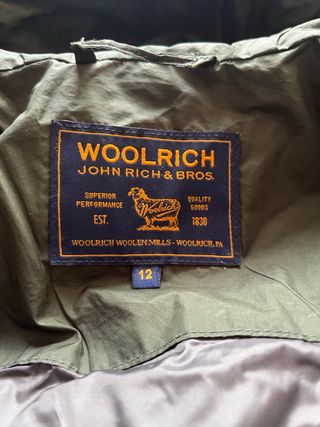 WOOLRICH
JOHN RICH & BROS.
SUPERIOR PERFORMANCE
QUALITY GOODS
EST.
Woolrich
1830
WOOLRICH WOOLEN MILLS - WOOLRICH, PA
12